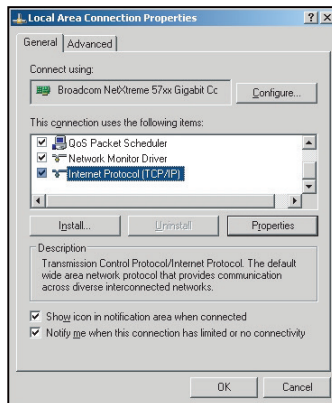 Local Area Connection Properties
General Advanced
Connect using:
Broadcom NetXtreme 57xx Gigabit Cc
Configure...
This connection uses the following items:
QoS Packet Scheduler
Network Monitor Driver
Internet Protocol (TCP/IP)
Install... Uninstall Properties
Description
Transmission Control Protocol/Internet Protocol. The default
wide area network protocol that provides communication
across diverse interconnected networks.
Show icon in notification area when connected
Notify me when this connection has limited or no connectivity
OK Cancel